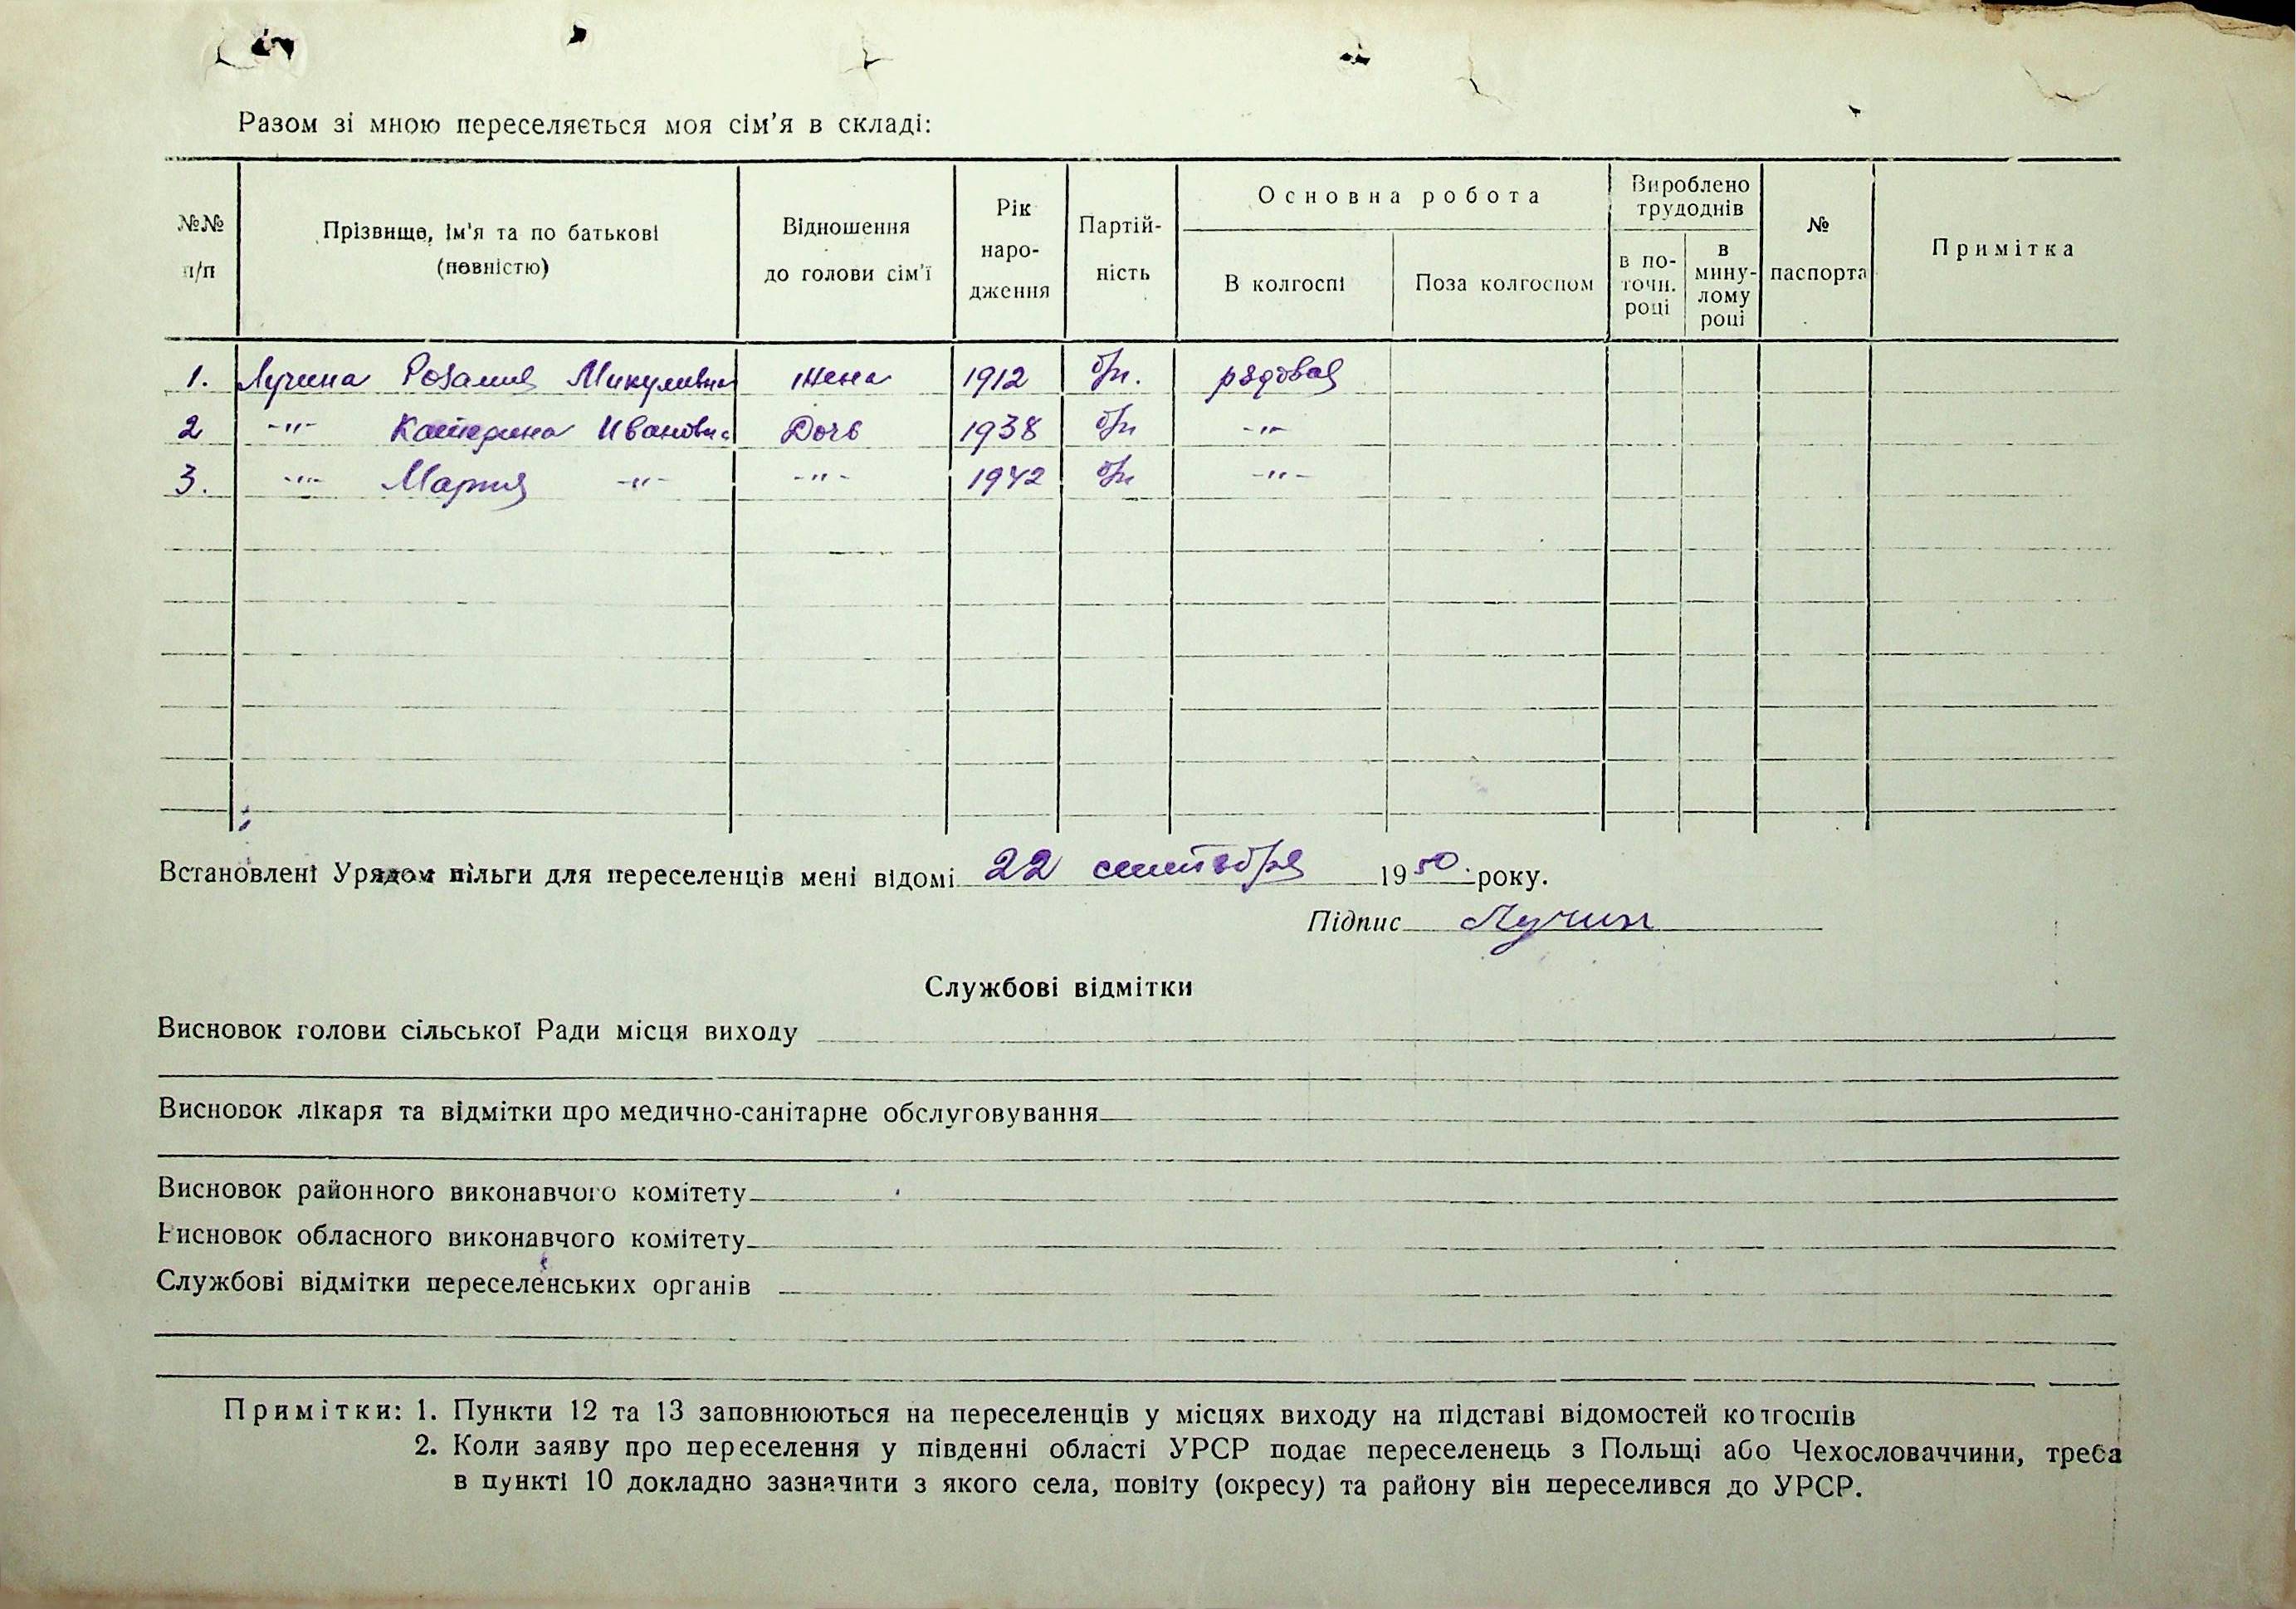 Разом зі мною переселяється моя сім'я в складі:
№№ п/п
Прізвище, ім'я та по батькові (повністю)
Відношення до голови сім'ї
Рік народження
Партійність
Основна робота
В колгоспі
Поза колгоспом
Вироблено трудоднів
в поточн. році
в минулому році
№ паспорта
Примітка
1. Лучина Розалия Микуливна жена 1912 б/п. рядовая
2 -"- Катерина Ивановна Дочь 1938 б/п -"-
3. -"- Мария -"- -"- 1942 б/п -"-
Встановлені Урядом пільги для переселенців мені відомі 22 сентября 1950 року.
Підпис Лучин
Службові відмітки
Висновок голови сільської Ради місця виходу
Висновок лікаря та відмітки про медично-санітарне обслуговування
Висновок районного виконавчого комітету
Висновок обласного виконавчого комітету
Службові відмітки переселенських органів
Примітки: 1. Пункти 12 та 13 заповнюються на переселенців у місцях виходу на підставі відомостей колгоспів
2. Коли заяву про переселення у південні області УРСР подає переселенець з Польщі або Чехословаччини, треба
в пункті 10 докладно зазначити з якого села, повіту (окресу) та району він переселився до УРСР.